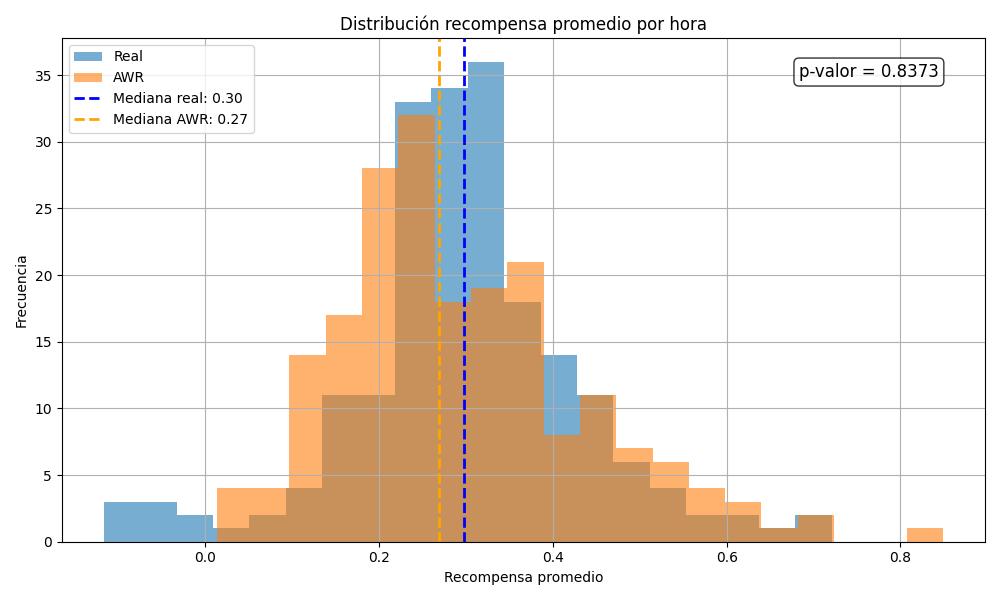 Distribución recompensa promedio por hora
Real
AWR
Mediana real: 0.30
Mediana AWR: 0.27
p-valor = 0.8373
Frecuencia
35
30
25
20
15
10
5
0
0.0
0.2
0.4
0.6
0.8
Recompensa promedio